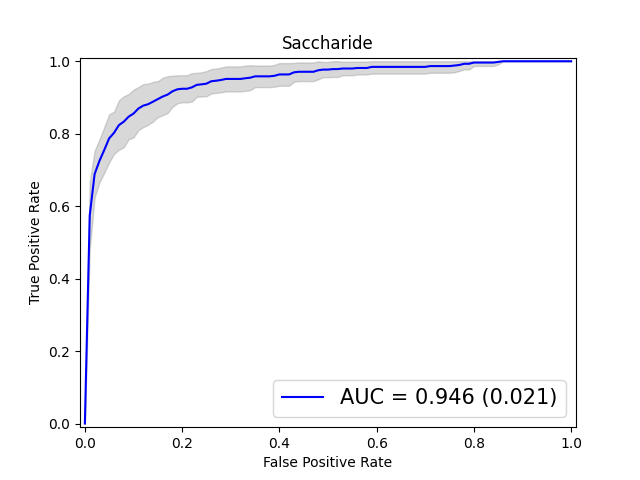 Saccharide
True Positive Rate
1.0
0.8
0.6
0.4
0.2
0.0
AUC = 0.946 (0.021)
0.0 0.2 0.4 0.6 0.8 1.0
False Positive Rate